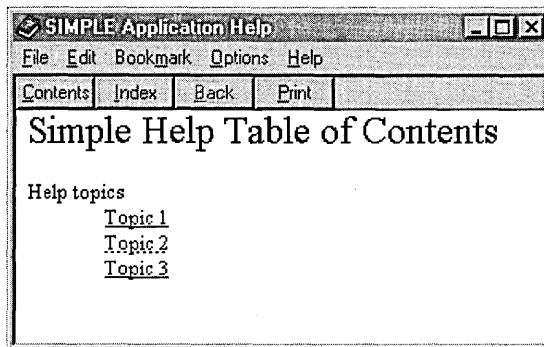 SIMPLE Application Help
File Edit Bookmark Options Help
Contents Index Back Print
Simple Help Table of Contents
Help topics
Topic 1
Topic 2
Topic 3